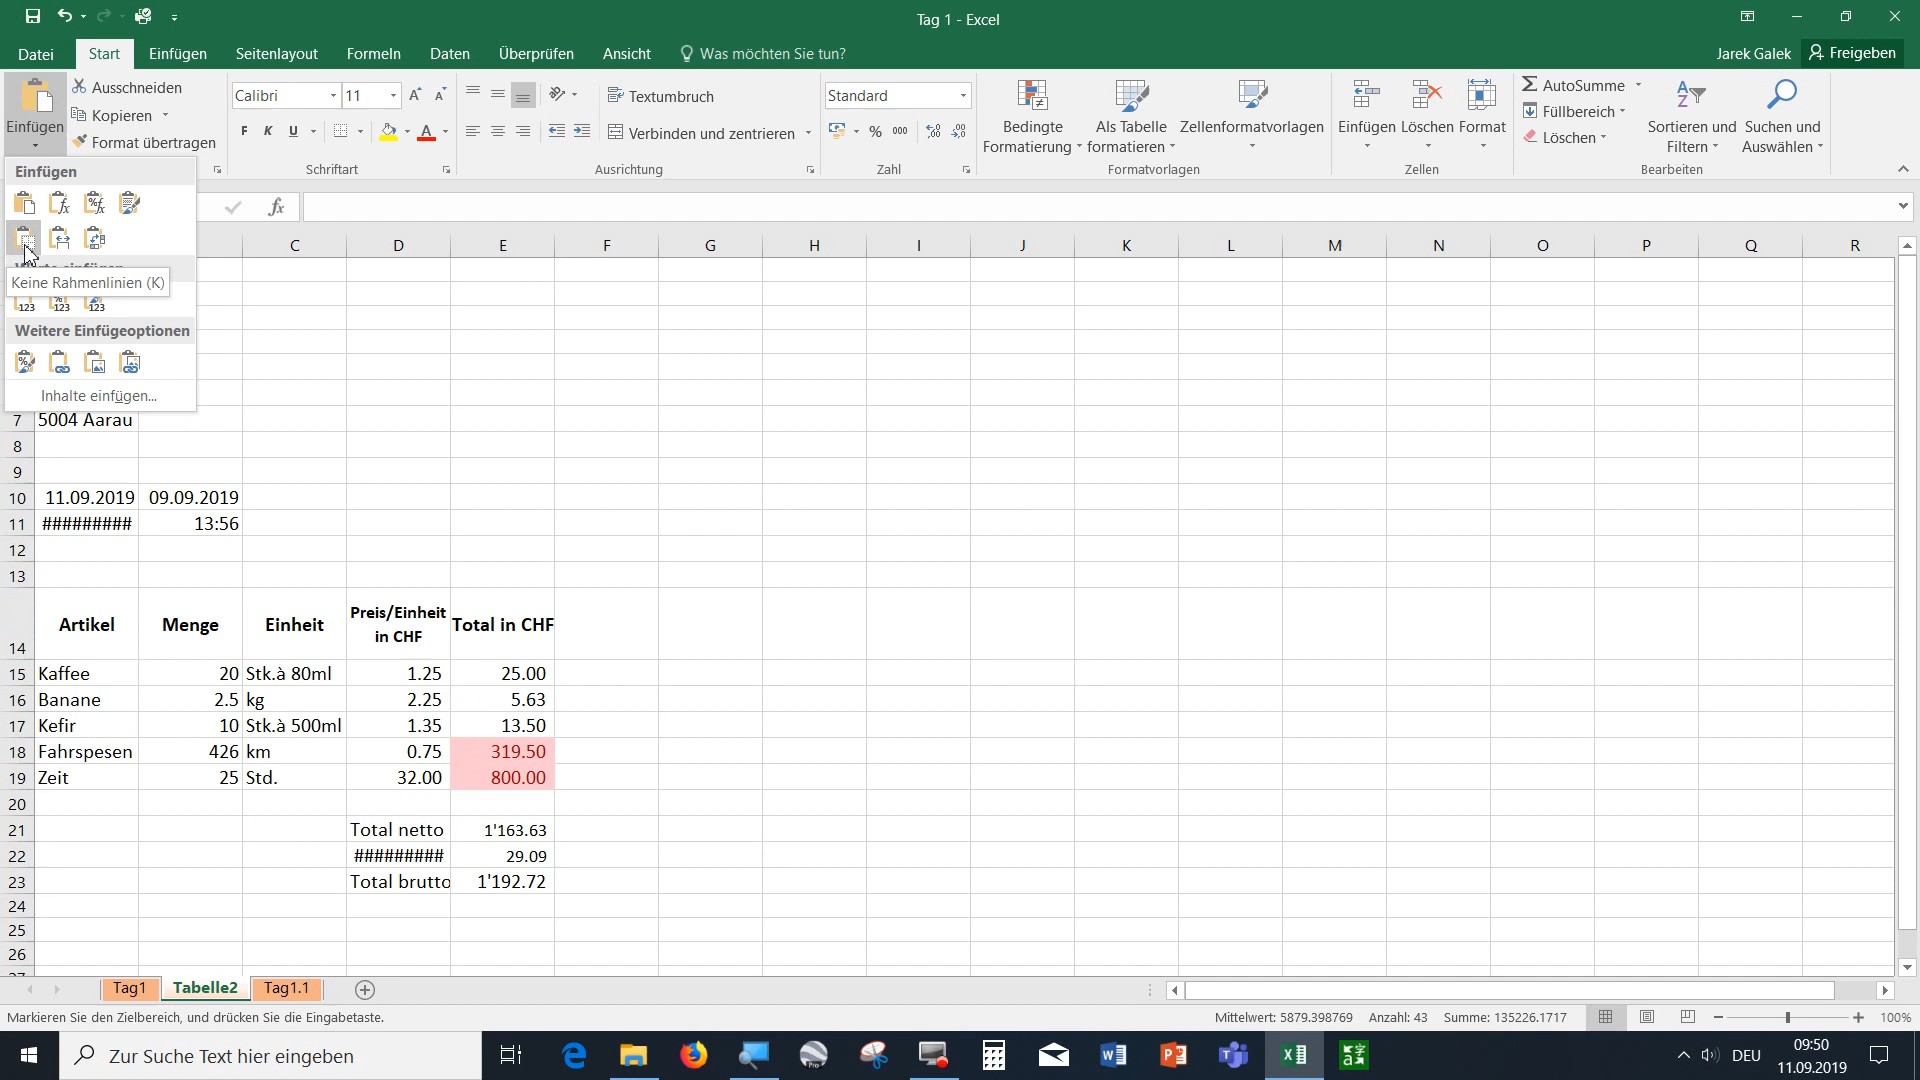 Tag 1 - Excel
Datei Start Einfügen Seitenlayout Formeln Daten Überprüfen Ansicht Was möchten Sie tun? Jarek Galek Freigeben
Einfügen
Ausschneiden
Kopieren
Format übertragen
Calibri 11
F K U
Schriftart
Textumbruch
Verbinden und zentrieren
Ausrichtung
Standard
% 000
Zahl
Bedingte Formatierung
Als Tabelle formatieren
Zellenformatvorlagen
Formatvorlagen
Einfügen Löschen Format
Zellen
AutoSumme
Füllbereich
Löschen
Sortieren und Filtern
Suchen und Auswählen
Bearbeiten
Einfügen
Keine Rahmenlinien (K)
Weitere Einfügeoptionen
Inhalte einfügen...
fx
C D E F G H I J K L M N O P Q R
7 5004 Aarau
8
9
10 11.09.2019 09.09.2019
11 ######### 13:56
12
13
14 Artikel Menge Einheit Preis/Einheit in CHF Total in CHF
15 Kaffee 20 Stk.à 80ml 1.25 25.00
16 Banane 2.5 kg 2.25 5.63
17 Kefir 10 Stk.à 500ml 1.35 13.50
18 Fahrspesen 426 km 0.75 319.50
19 Zeit 25 Std. 32.00 800.00
20
21 Total netto 1'163.63
22 ######### 29.09
23 Total brutto 1'192.72
24
25
26
Tag1 Tabelle2 Tag1.1
Markieren Sie den Zielbereich, und drücken Sie die Eingabetaste. Mittelwert: 5879.398769 Anzahl: 43 Summe: 135226.1717 100%
Zur Suche Text hier eingeben
DEU
09:50
11.09.2019